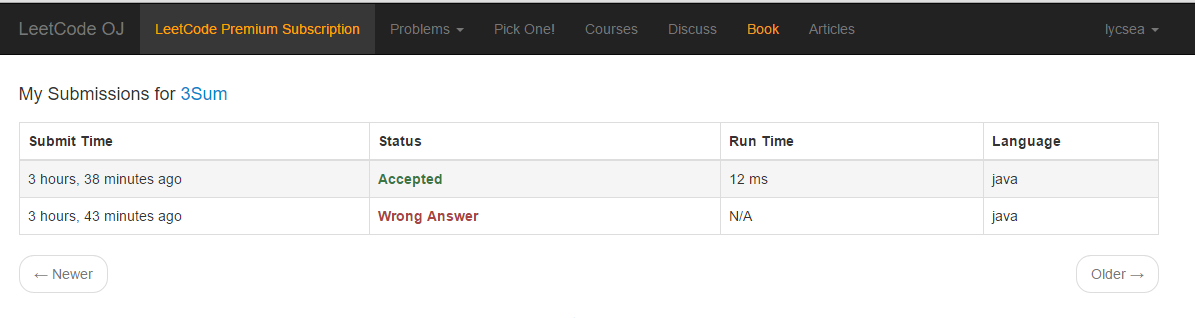 LeetCode OJ LeetCode Premium Subscription Problems Pick One! Courses Discuss Book Articles lycsea
My Submissions for 3Sum
Submit Time Status Run Time Language
3 hours, 38 minutes ago Accepted 12 ms java
3 hours, 43 minutes ago Wrong Answer N/A java
← Newer Older →